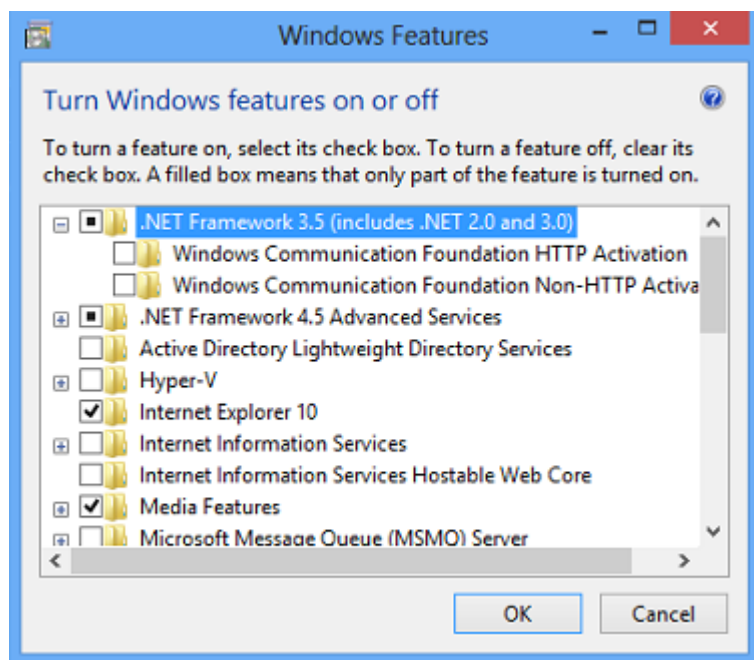 Windows Features
Turn Windows features on or off
To turn a feature on, select its check box. To turn a feature off, clear its
check box. A filled box means that only part of the feature is turned on.
.NET Framework 3.5 (includes .NET 2.0 and 3.0)
Windows Communication Foundation HTTP Activation
Windows Communication Foundation Non-HTTP Activa
.NET Framework 4.5 Advanced Services
Active Directory Lightweight Directory Services
Hyper-V
Internet Explorer 10
Internet Information Services
Internet Information Services Hostable Web Core
Media Features
Microsoft Message Queue (MSMQ) Server
OK Cancel